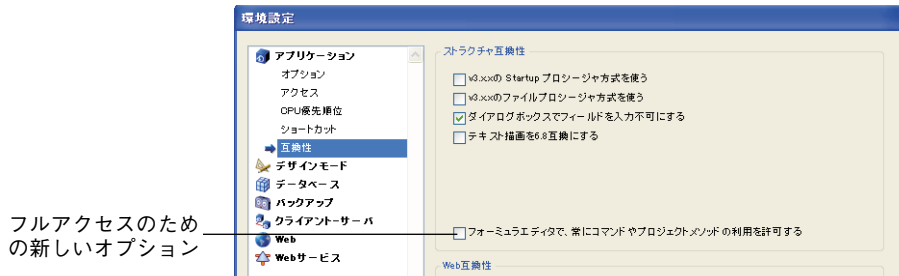 環境設定
アプリケーション
オプション
アクセス
CPU優先順位
ショートカット
互換性
デザインモード
データベース
バックアップ
クライアント-サーバ
Web
Webサービス
ストラクチャ互換性
v3.x.xの Startup プロシージャ方式を使う
v3.x.xのファイルプロシージャ方式を使う
ダイアログボックスでフィールドを入力不可にする
テキスト描画を6.8互換にする
フォーミュラエディタで、常にコマンドやプロジェクトメソッドの利用を許可する
Web互換性
フルアクセスのため
の新しいオプション